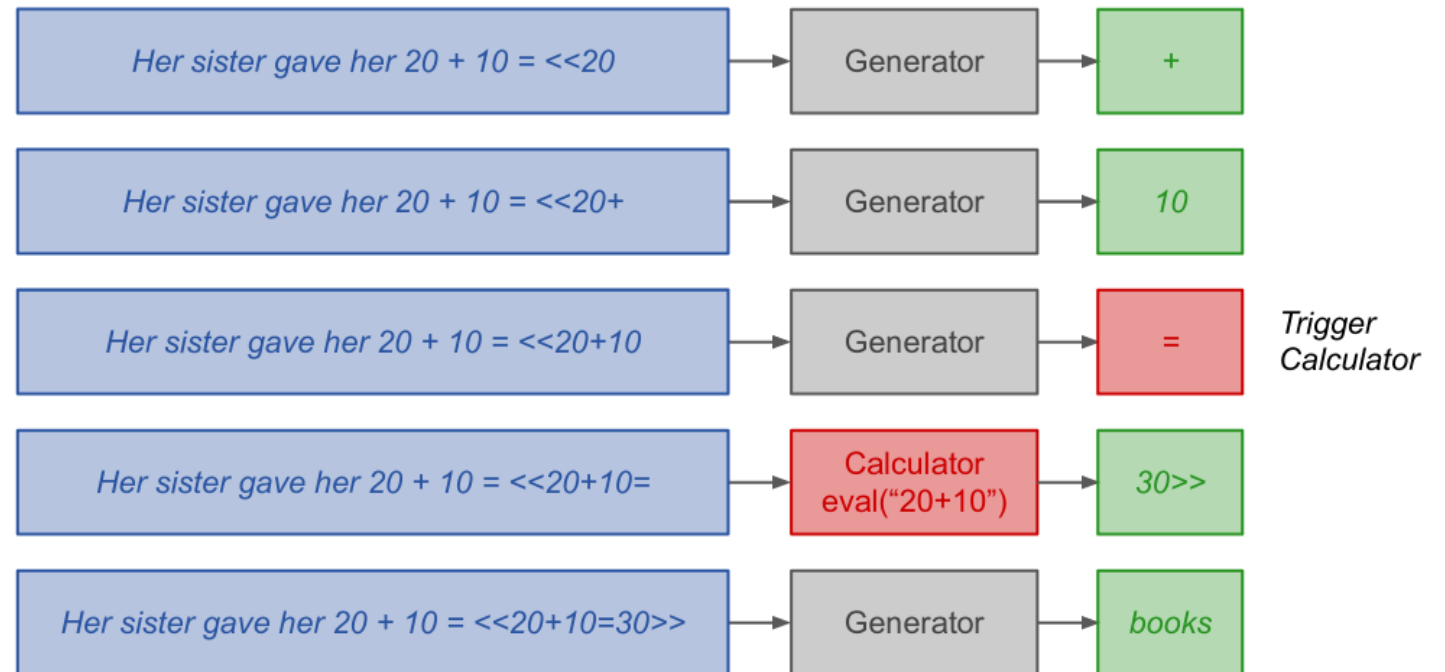 Her sister gave her 20 + 10 = <<20
Generator
+
Her sister gave her 20 + 10 = <<20+
Generator
10
Her sister gave her 20 + 10 = <<20+10
Generator
=
Trigger
Calculator
Her sister gave her 20 + 10 = <<20+10=
Calculator
eval(“20+10”)
30>>
Her sister gave her 20 + 10 = <<20+10=30>>
Generator
books